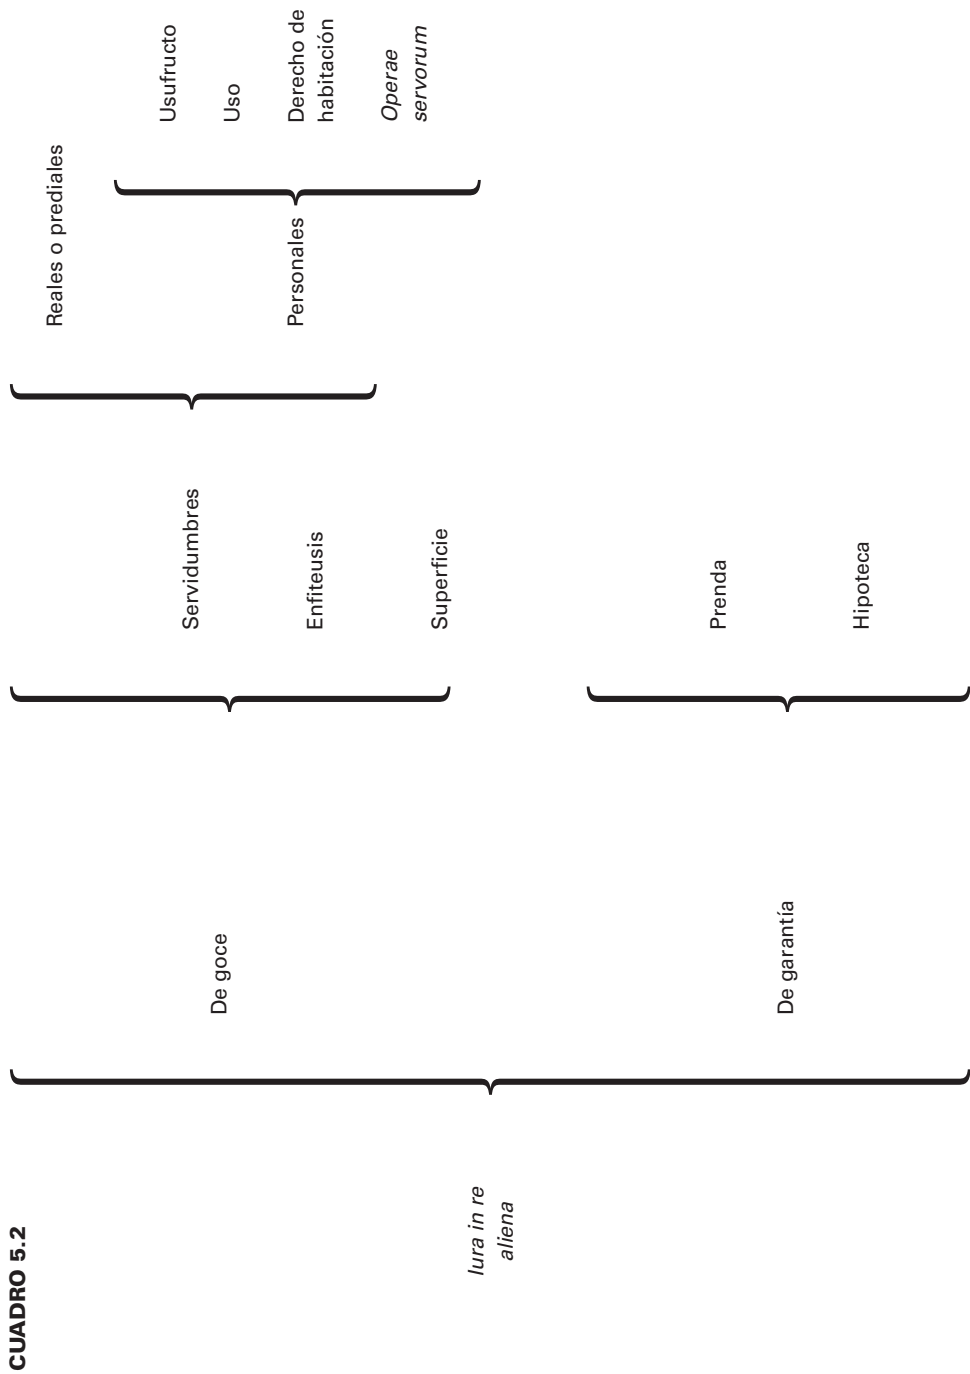 CUADRO 5.2
Iura in re
aliena
De goce
Servidumbres
Reales o prediales
Personales
Usufructo
Uso
Derecho de
habitación
Operae
servorum
Enfiteusis
Superficie
De garantía
Prenda
Hipoteca